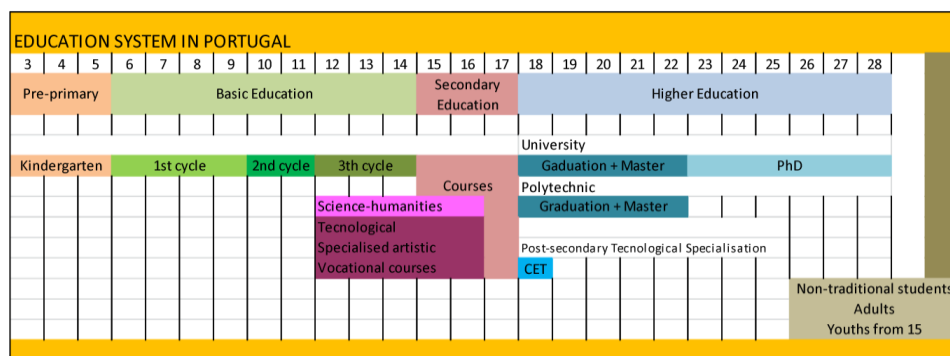 EDUCATION SYSTEM IN PORTUGAL
3 4 5 6 7 8 9 10 11 12 13 14 15 16 17 18 19 20 21 22 23 24 25 26 27 28
Pre-primary Basic Education Secondary Education Higher Education
University
Kindergarten 1st cycle 2nd cycle 3th cycle Gaduation + Master PhD
Courses Polytechnic
Science-humanities Graduation + Master
Tecnological
Specialised artistic Post-secondary Tecnological Specialisation
Vocational courses CET
Non-traditional students
Adults
Youths from 15